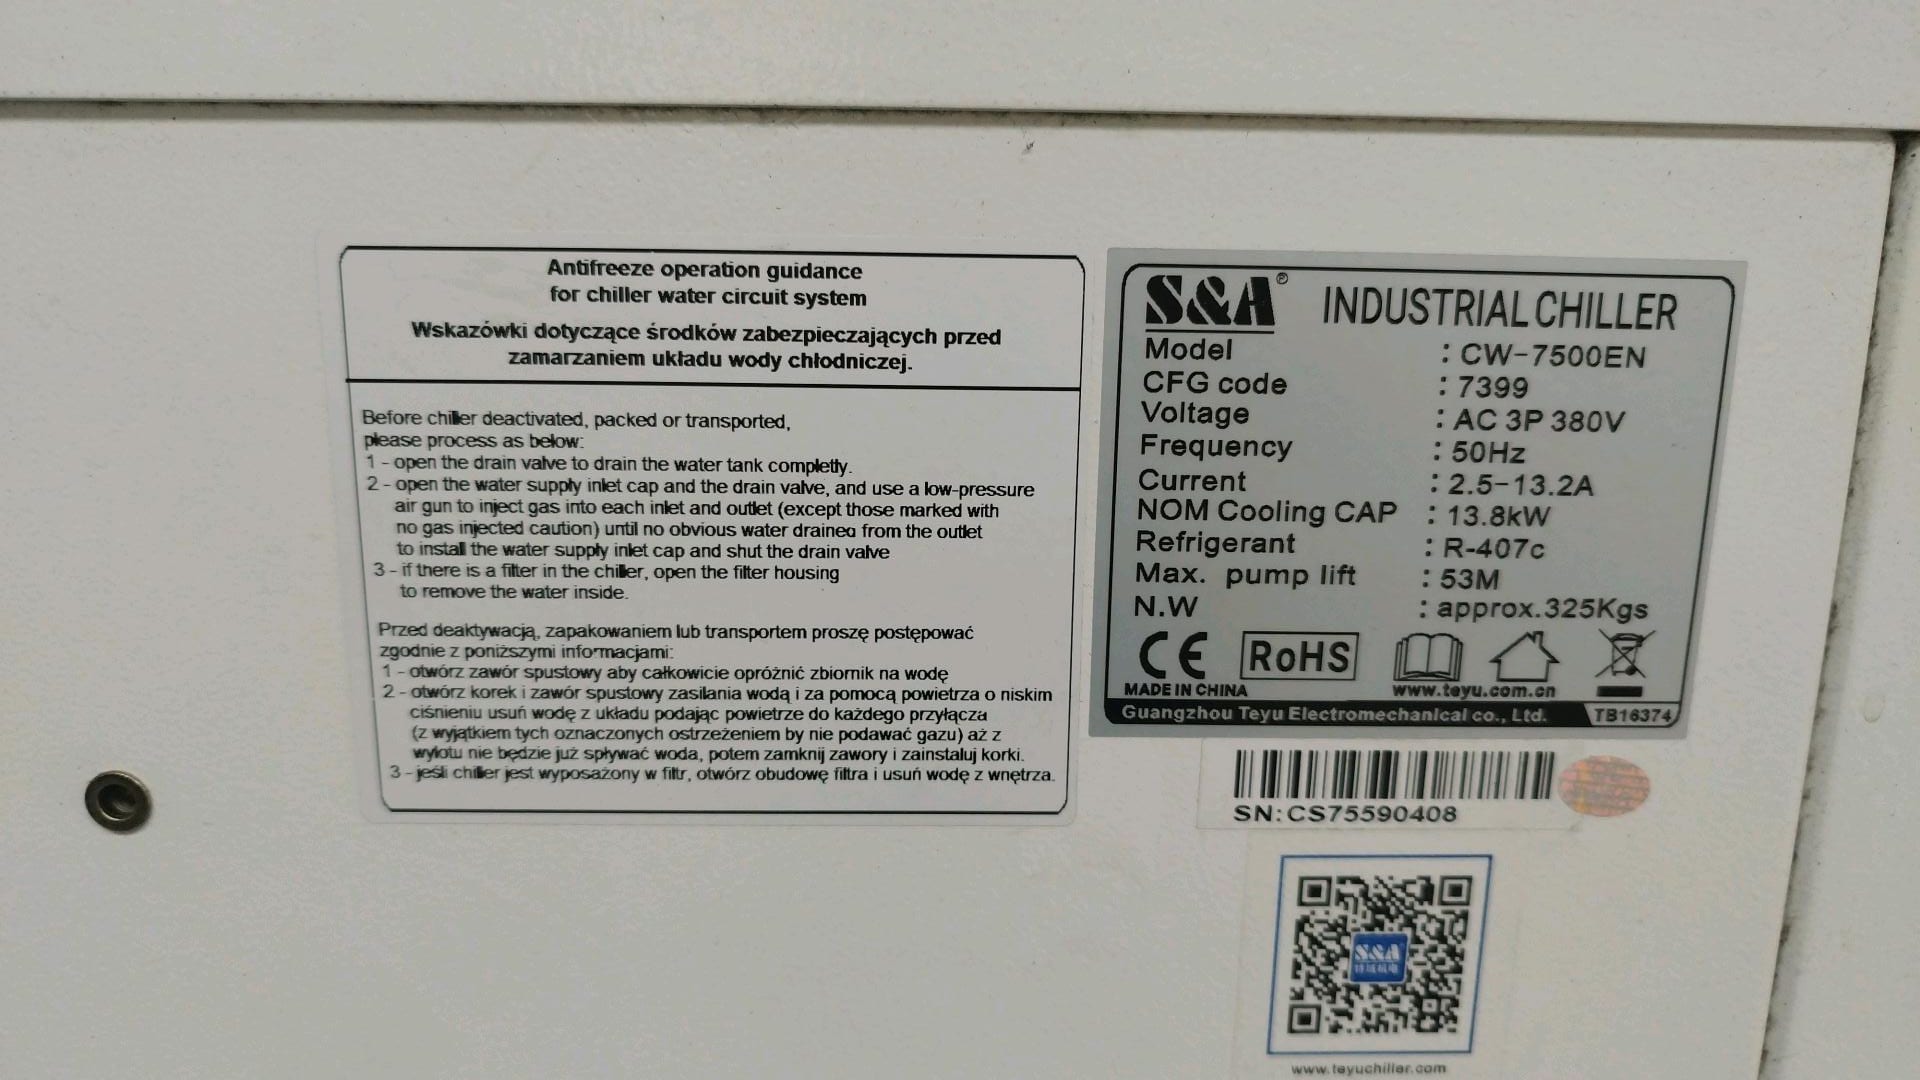 Antifreeze operation guidance
for chiller water circuit system
Wskazówki dotyczące środków zabezpieczających przed
zamarzaniem układu wody chłodniczej.
Before chiller deactivated, packed or transported,
please process as below:
1 - open the drain valve to drain the water tank completly.
2 - open the water supply inlet cap and the drain valve, and use a low-pressure
air gun to inject gas into each inlet and outlet (except those marked with
no gas injected caution) until no obvious water drained from the outlet
to install the water supply inlet cap and shut the drain valve
3 - if there is a filter in the chiller, open the filter housing
to remove the water inside.
Przed deaktywacją, zapakowaniem lub transportem proszę postępować
zgodnie z poniższymi informacjami:
1 - otwórz zawór spustowy aby całkowicie opróżnić zbiornik na wodę
2 - otwórz korek i zawór spustowy zasilania wodą i za pomocą powietrza o niskim
ciśnieniu usuń wodę z układu podając powietrze do każdego przyłącza
(z wyjątkiem tych oznaczonych ostrzeżeniem by nie podawać gazu) aż z
wylotu nie będzie już spływać woda, potem zamknij zawory i zainstaluj korki.
3 - jeśli chiller jest wyposażony w filtr, otwórz obudowę filtra i usuń wodę z wnętrza.
S&A® INDUSTRIAL CHILLER
Model : CW-7500EN
CFG code : 7399
Voltage : AC 3P 380V
Frequency : 50Hz
Current : 2.5-13.2A
NOM Cooling CAP : 13.8kW
Refrigerant : R-407c
Max. pump lift : 53M
N.W : approx.325Kgs
CE RoHS
MADE IN CHINA www.teyu.com.cn
Guangzhou Teyu Electromechanical co., Ltd. TB16374
SN:CS75590408
S&A
特域机电
www.teyuchiller.com